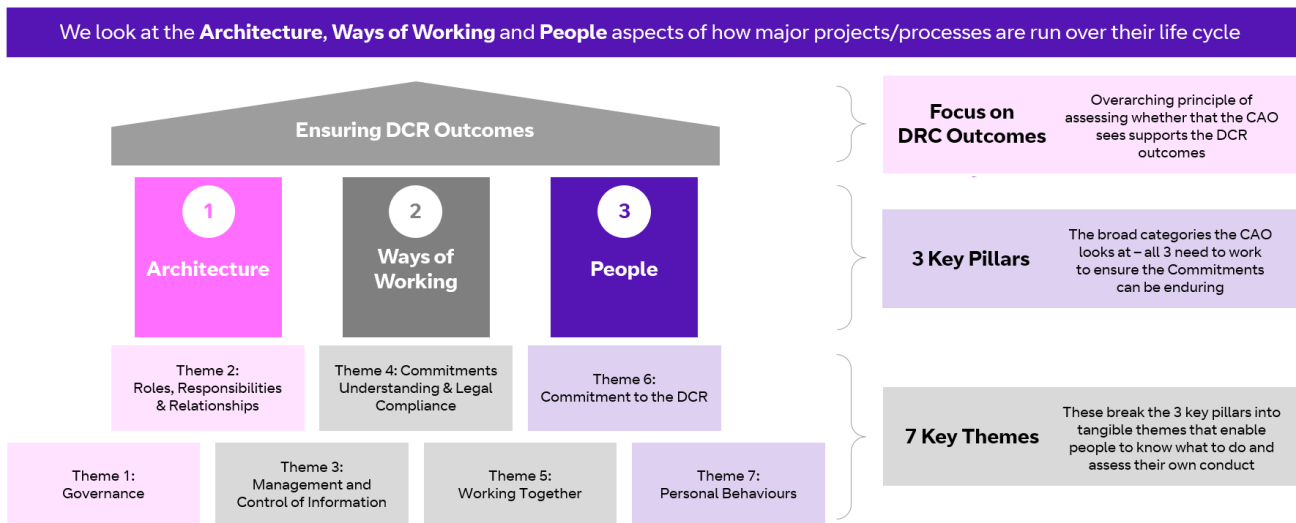 We look at the Architecture, Ways of Working and People aspects of how major projects/processes are run over their life cycle
Ensuring DCR Outcomes
Focus on
DRC Outcomes
Overarching principle of
assessing whether that the CAO
sees supports the DCR
outcomes
1
Architecture
2
Ways of
Working
3
People
3 Key Pillars
The broad categories the CAO
looks at – all 3 need to work
to ensure the Commitments
can be enduring
Theme 2:
Roles, Responsibilities
& Relationships
Theme 4: Commitments
Understanding & Legal
Compliance
Theme 6:
Commitment to the DCR
Theme 1:
Governance
Theme 3:
Management and
Control of Information
Theme 5:
Working Together
Theme 7:
Personal Behaviours
7 Key Themes
These break the 3 key pillars into
tangible themes that enable
people to know what to do and
assess their own conduct